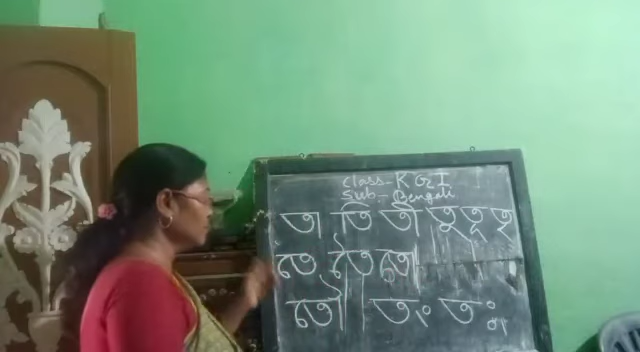 Class - KG I
Sub - Bengali
তা তি তী তু তূ তৃ
তে তৈ তো
তৌ তং তঃ